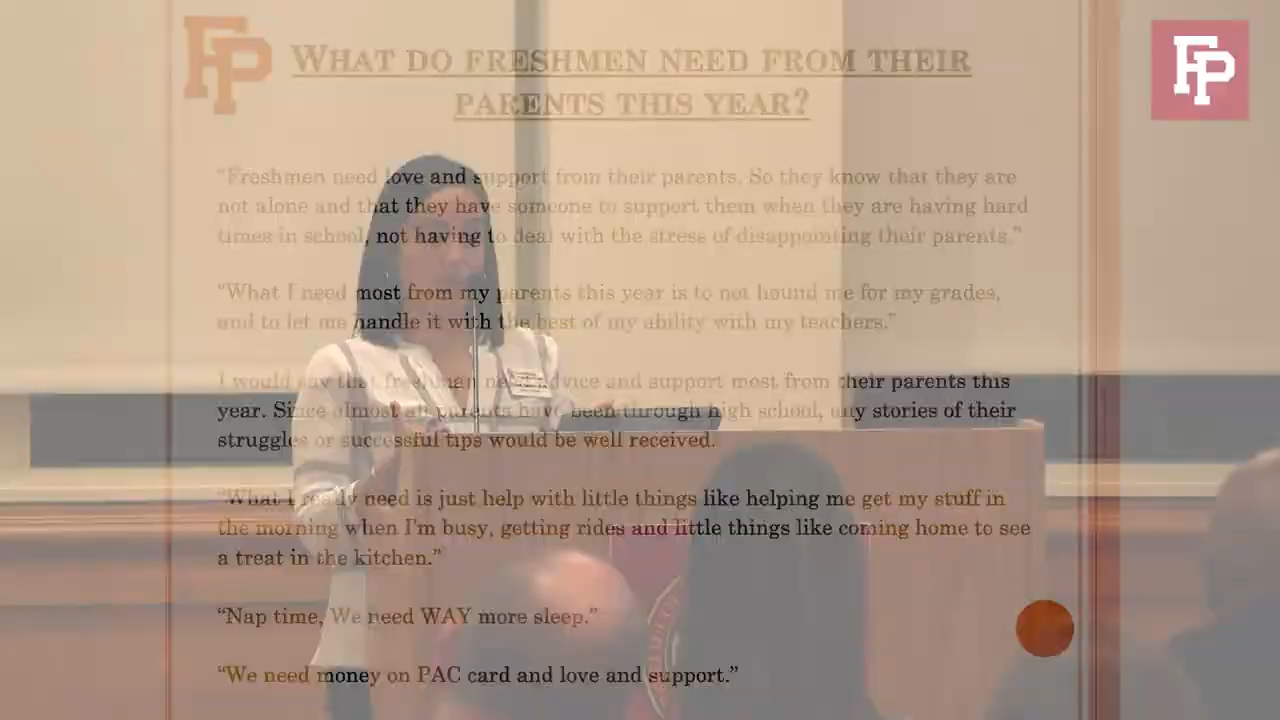 FP
WHAT DO FRESHMEN NEED FROM THEIR
PARENTS THIS YEAR?
FP
“Freshmen need love and support from their parents. So they know that they are
not alone and that they have someone to support them when they are having hard
times in school, not having to deal with the stress of disappointing their parents.”
“What I need most from my parents this year is to not hound me for my grades,
and to let me handle it with the best of my ability with my teachers.”
I would say that freshman need advice and support most from their parents this
year. Since almost all parents have been through high school, any stories of their
struggles or successful tips would be well received.
“What I really need is just help with little things like helping me get my stuff in
the morning when I'm busy, getting rides and little things like coming home to see
a treat in the kitchen.”
“Nap time, We need WAY more sleep.”
“We need money on PAC card and love and support.”